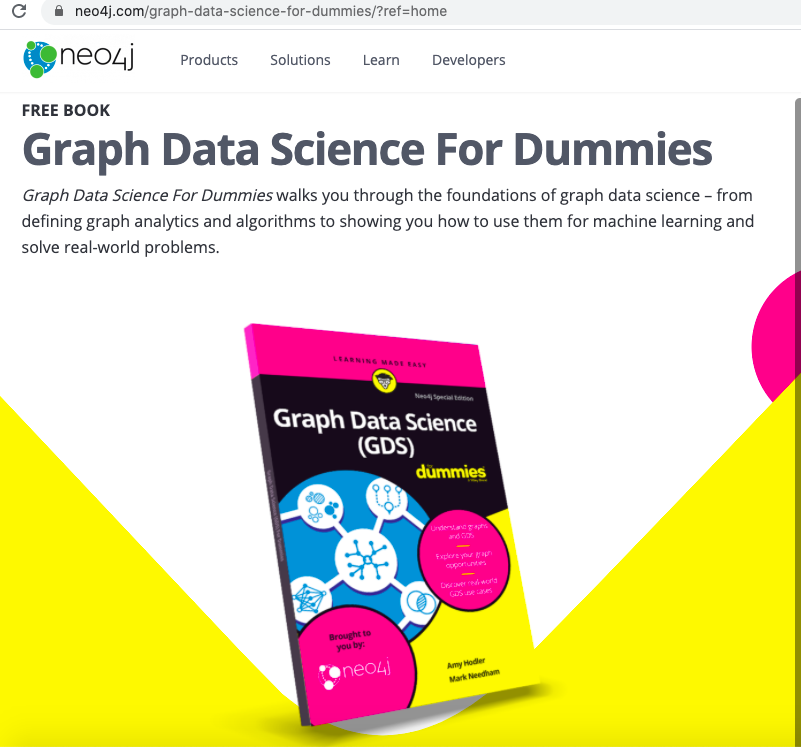 neo4j.com/graph-data-science-for-dummies/?ref=home
neo4j
Products Solutions Learn Developers
FREE BOOK
Graph Data Science For Dummies
Graph Data Science For Dummies walks you through the foundations of graph data science – from
defining graph analytics and algorithms to showing you how to use them for machine learning and
solve real-world problems.
LEARNING MADE EASY
Neo4j Special Edition
Graph Data Science
(GDS)
for
dummies
A Wiley Brand
Understand graphs
and GDS
Explore your graph
opportunities
Discover real-world
GDS use cases
Brought to
you by:
neo4j
Amy Hodler
Mark Needham